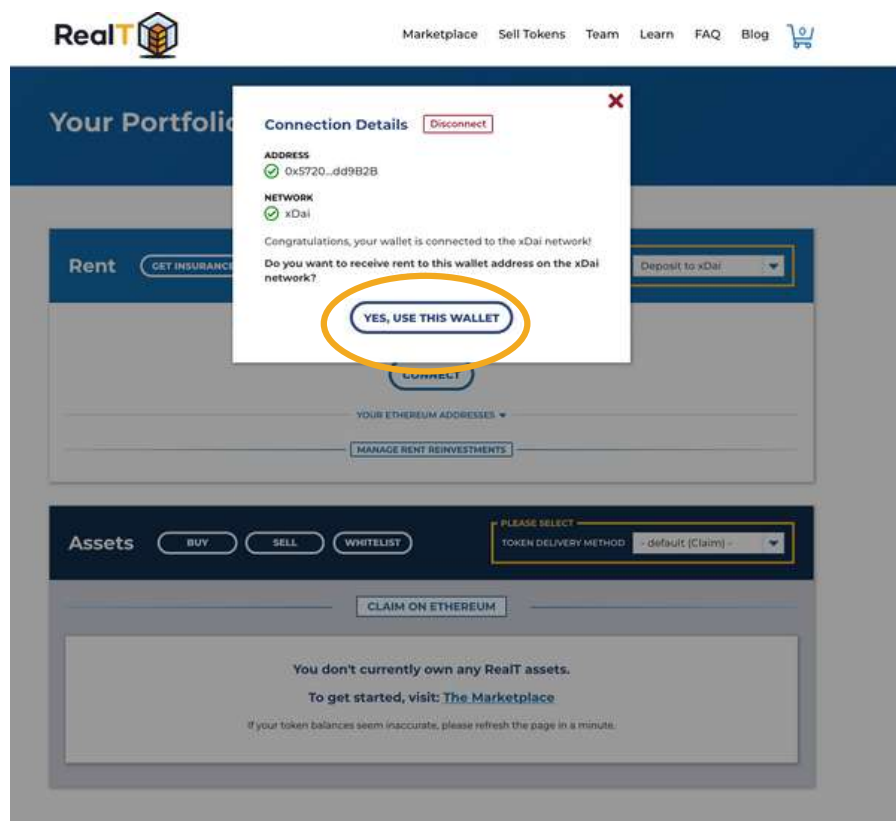 RealT
Marketplace Sell Tokens Team Learn FAQ Blog 0
Your Portfolio
Connection Details Disconnect
ADDRESS
0x5720...dd9B2B
NETWORK
xDai
Congratulations, your wallet is connected to the xDai network!
Do you want to receive rent to this wallet address on the xDai
network?
YES, USE THIS WALLET
Rent GET INSURANCE Deposit to xDai
CONNECT
YOUR ETHEREUM ADDRESSES
MANAGE RENT REINVESTMENTS
PLEASE SELECT
Assets BUY SELL WHITELIST TOKEN DELIVERY METHOD - default (Claim) -
CLAIM ON ETHEREUM
You don't currently own any RealT assets.
To get started, visit: The Marketplace
If your token balances seem inaccurate, please refresh the page in a minute.